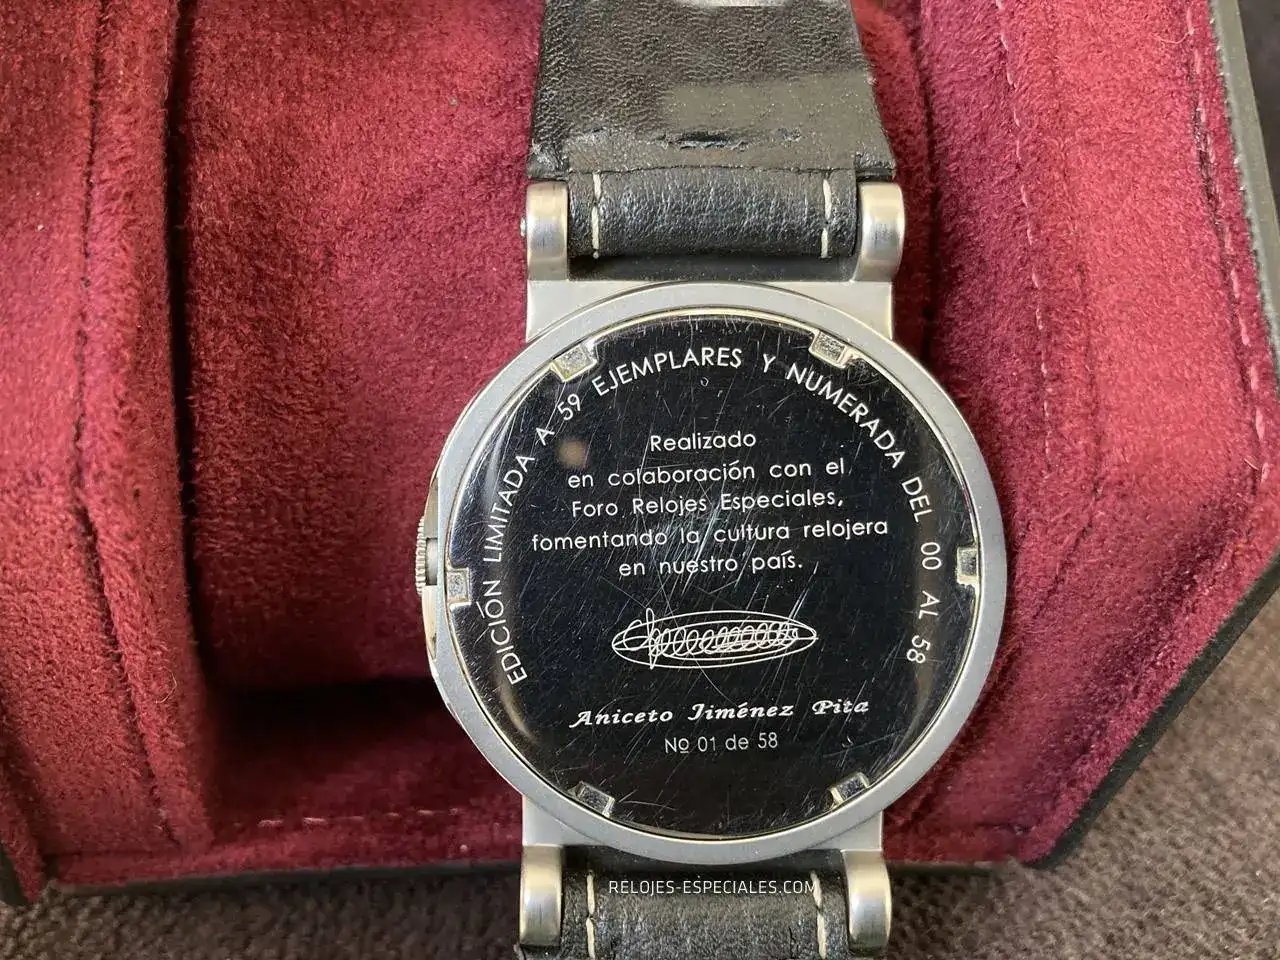 EDICIÓN LIMITADA A 59 EJEMPLARES Y NUMERADA DEL 00 AL 58
Realizado
en colaboración con el
Foro Relojes Especiales,
fomentando la cultura relojera
en nuestro país.
Aniceto Jiménez Pita
Nº 01 de 58
RELOJES-ESPECIALES.COM